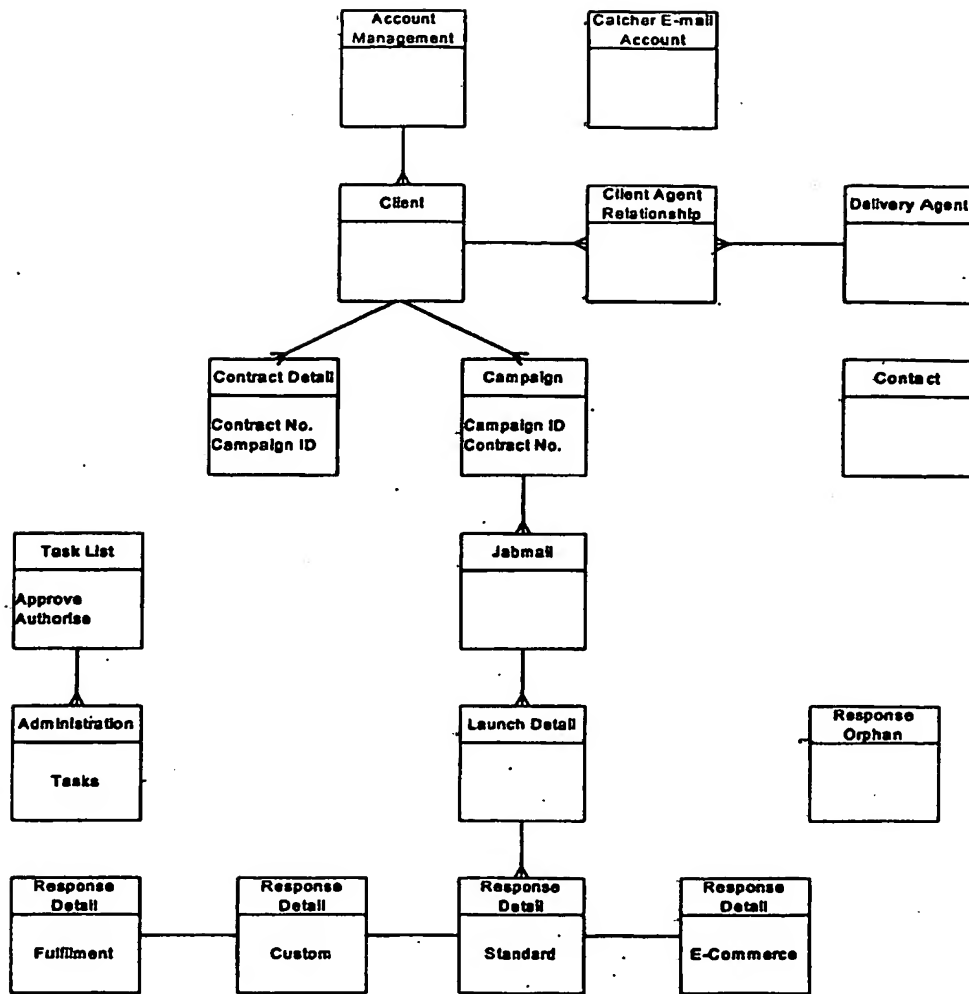 Account
Management
Catcher E-mail
Account
Client
Client Agent
Relationship
Delivery Agent
Contract Detail
Contract No.
Campaign ID
Campaign
Campaign ID
Contract No.
Contact
Task List
Approve
Authorise
Jabmail
Administration
Tasks
Launch Detail
Response
Orphan
Response
Detail
Fulfilment
Response
Detail
Custom
Response
Detail
Standard
Response
Detail
E-Commerce